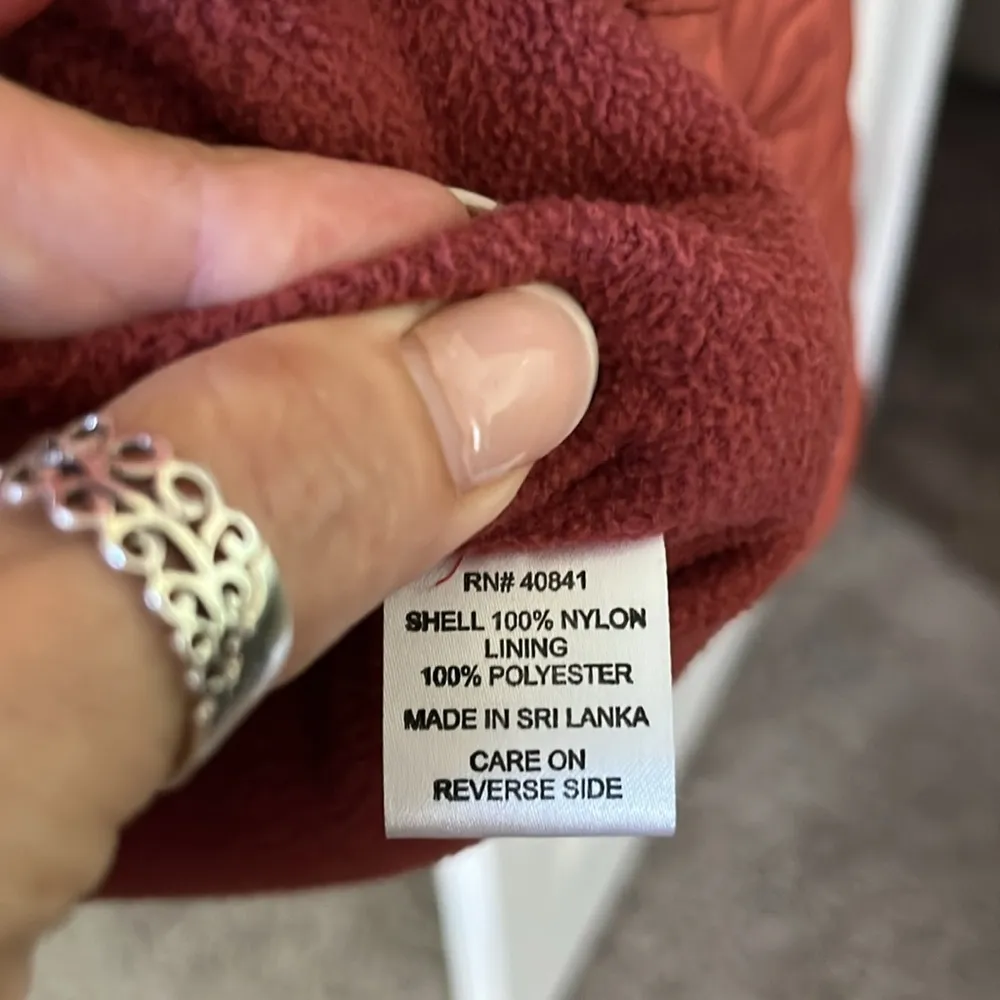 RN# 40841
SHELL 100% NYLON
LINING
100% POLYESTER
MADE IN SRI LANKA
CARE ON
REVERSE SIDE